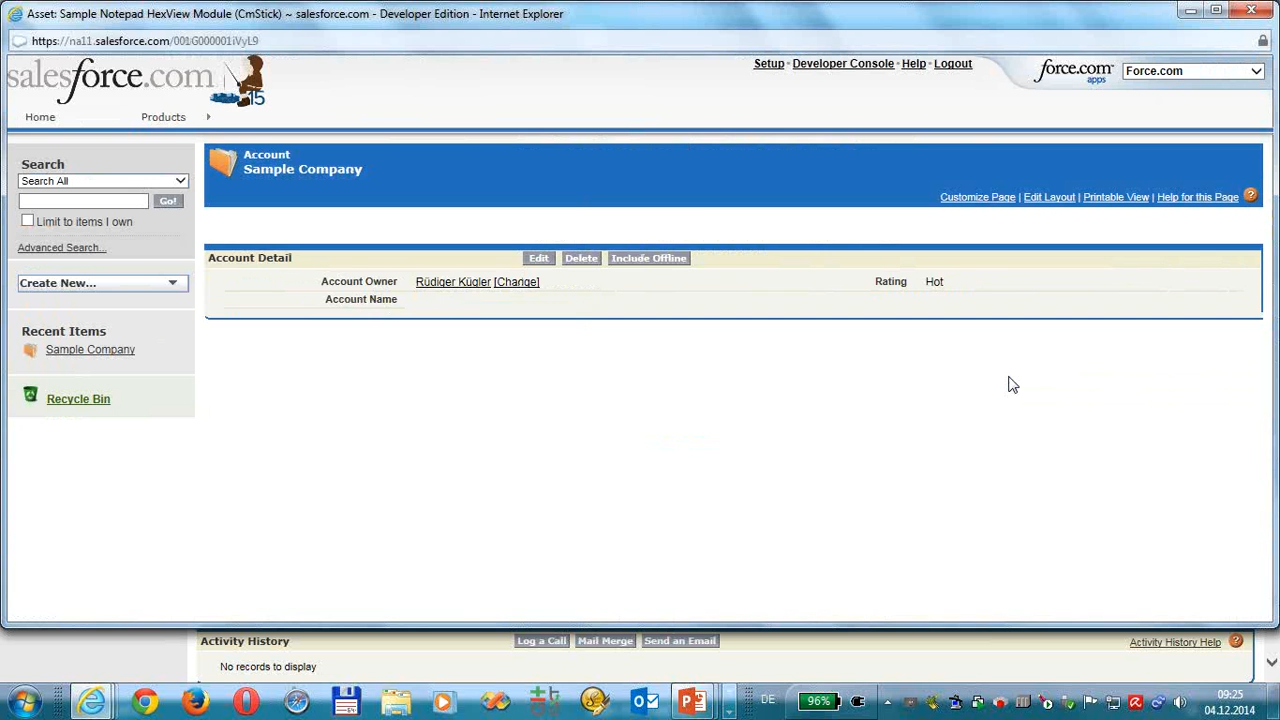 Asset: Sample Notepad HexView Module (CmStick) ~ salesforce.com - Developer Edition - Internet Explorer
https://na11.salesforce.com/001G000001iVyL9
salesforce.com
15
Setup · Developer Console · Help · Logout
force.com apps
Force.com
Home
Products
Search
Search All
Go!
Limit to items I own
Advanced Search...
Create New...
Recent Items
Sample Company
Recycle Bin
Account
Sample Company
Customize Page | Edit Layout | Printable View | Help for this Page
Account Detail
Edit
Delete
Include Offline
Account Owner
Rüdiger Kügler [Change]
Rating
Hot
Account Name
Activity History
Log a Call
Mail Merge
Send an Email
Activity History Help
No records to display
DE
96%
09:25
04.12.2014